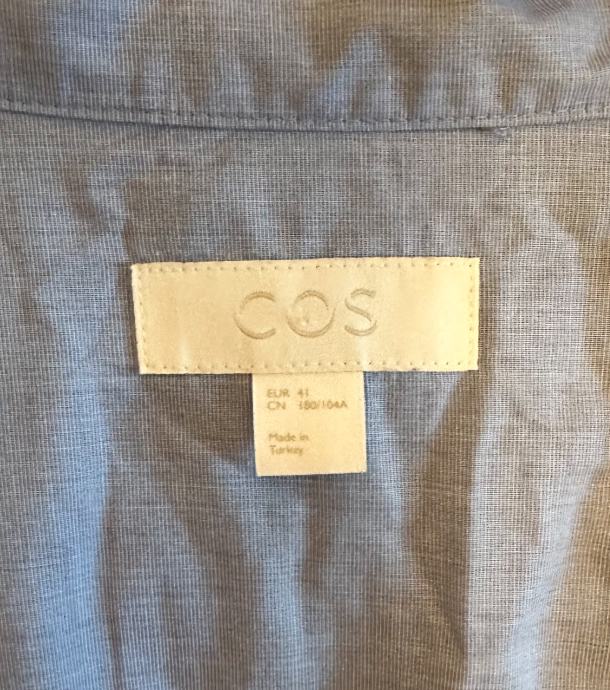 COS
EUR 41
CN 180/104A
Made in
Turkey